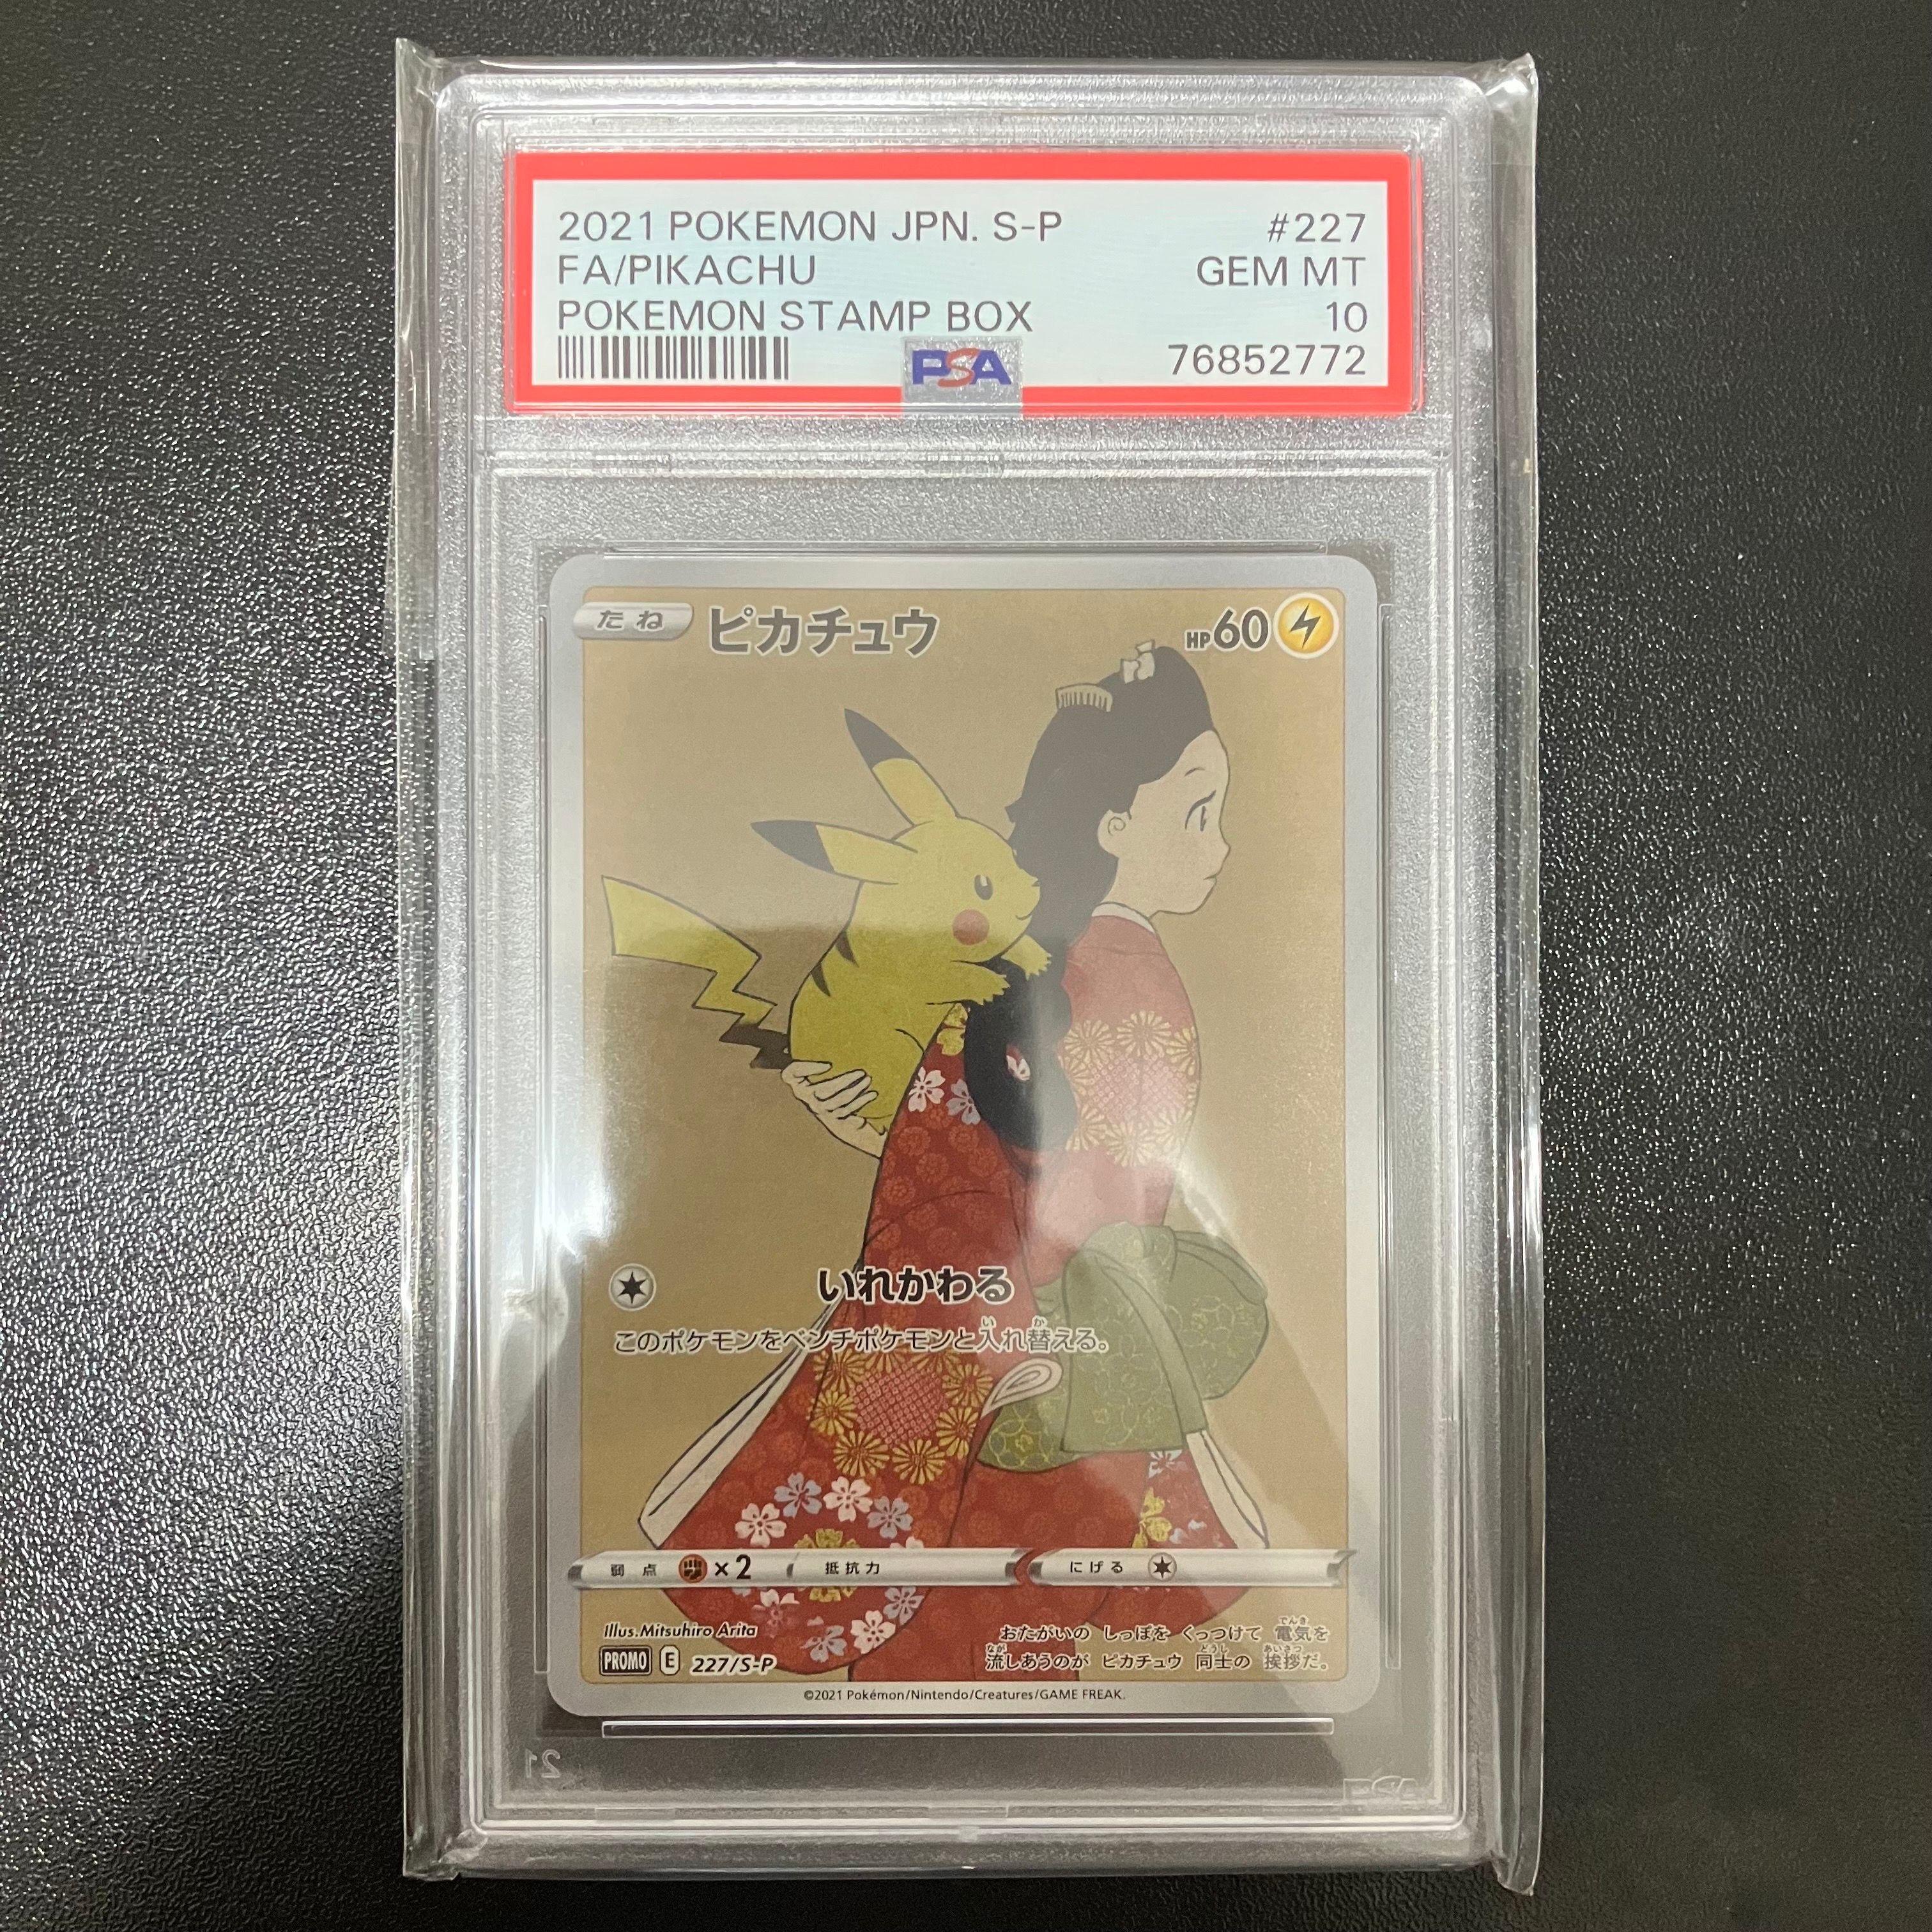 2021 POKEMON JPN. S-P #227
FA/PIKACHU GEM MT
POKEMON STAMP BOX 10
PSA 76852772
たね ピカチュウ HP60
いれかわる
このポケモンをベンチポケモンと入れ替える。
弱点 ×2 抵抗力 にげる
Illus.Mitsuhiro Arita
PROMO E 227/S-P
おたがいの しっぽを くっつけて 電気を
流しあうのが ピカチュウ 同士の 挨拶だ。
©2021 Pokémon/Nintendo/Creatures/GAME FREAK.
21 PSA